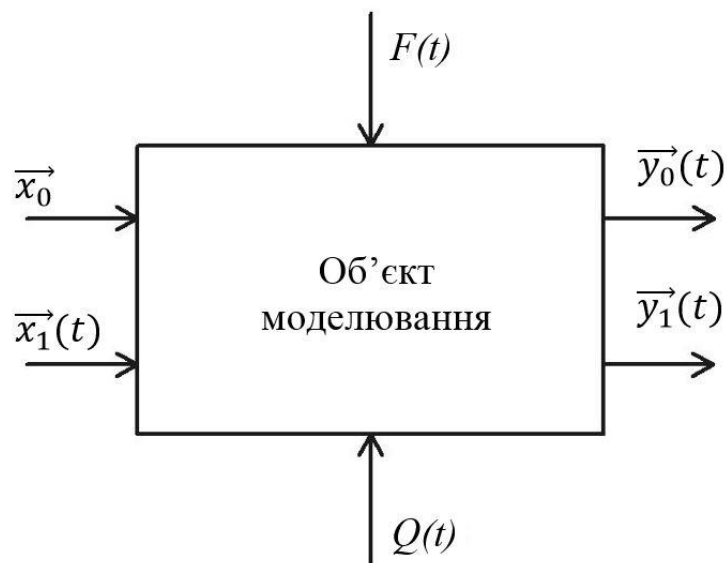 F(t)
x₀⃗
y₀⃗(t)
Об’єкт
моделювання
x₁⃗(t)
y₁⃗(t)
Q(t)